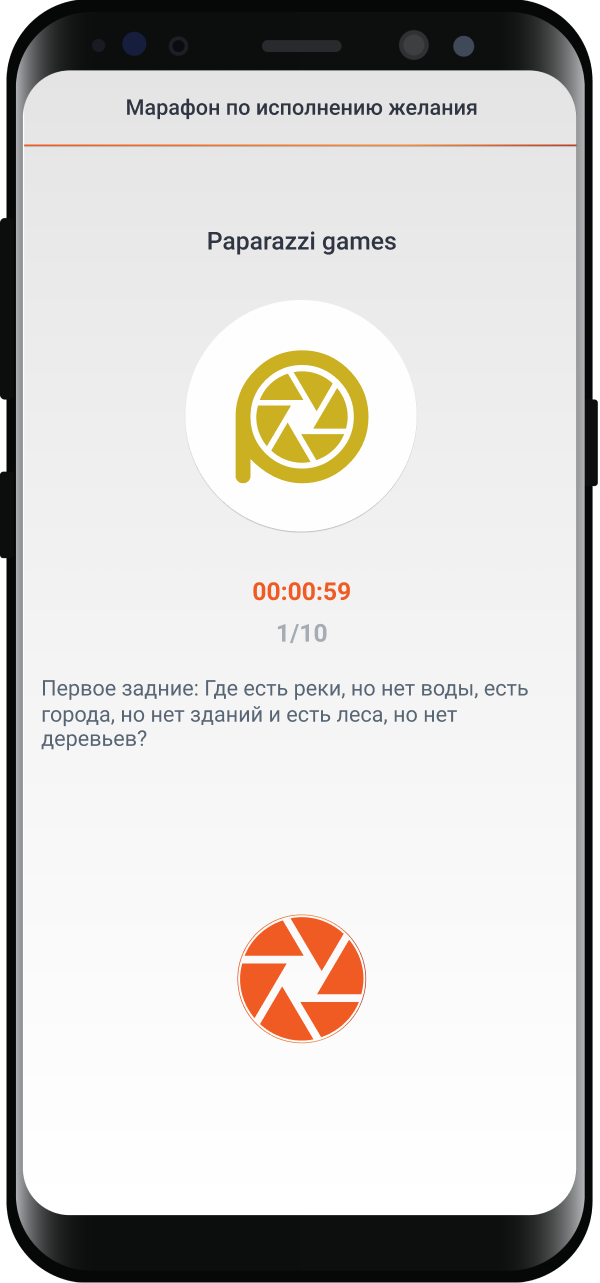 Марафон по исполнению желания
Paparazzi games
00:00:59
1/10
Первое задние: Где есть реки, но нет воды, есть
города, но нет зданий и есть леса, но нет
деревьев?